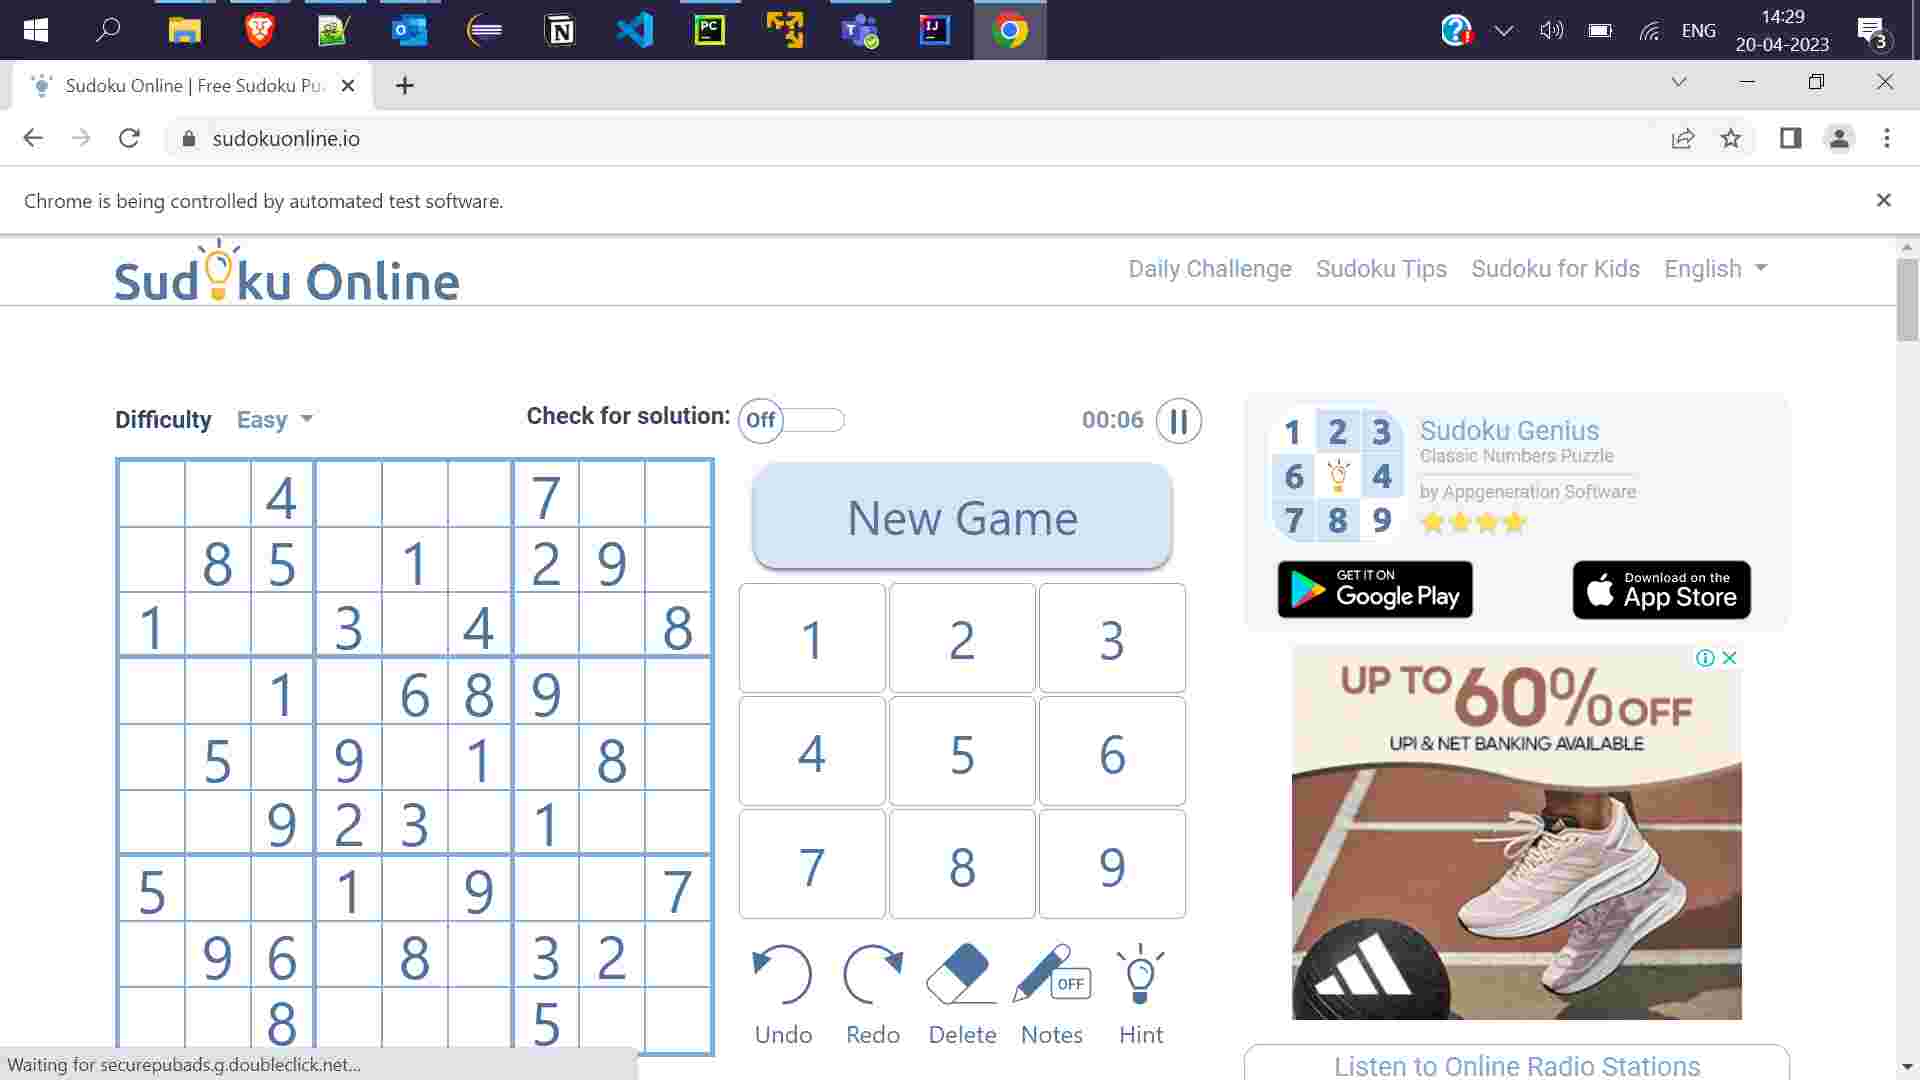 PC
IJ
ENG
14:29
20-04-2023
3
Sudoku Online | Free Sudoku Pu
sudokuonline.io
Chrome is being controlled by automated test software.
Sudoku Online
Daily Challenge Sudoku Tips Sudoku for Kids English
Difficulty Easy
Check for solution: Off
00:06
4 7
8 5 1 2 9
1 3 4 8
1 6 8 9
5 9 1 8
9 2 3 1
5 1 9 7
9 6 8 3 2
8 5
New Game
1 2 3
4 5 6
7 8 9
OFF
Undo Redo Delete Notes Hint
1 2 3
6 4
7 8 9
Sudoku Genius
Classic Numbers Puzzle
by Appgeneration Software
GET IT ON
Google Play
Download on the
App Store
UP TO 60% OFF
UPI & NET BANKING AVAILABLE
Listen to Online Radio Stations
Waiting for securepubads.g.doubleclick.net...